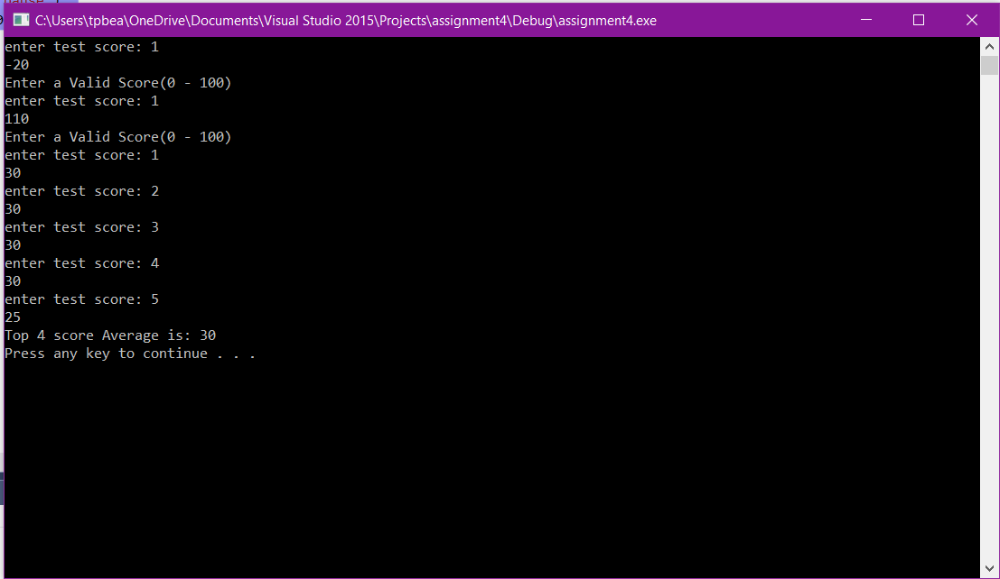 C:\Users\tpbea\OneDrive\Documents\Visual Studio 2015\Projects\assignment4\Debug\assignment4.exe
enter test score: 1
-20
Enter a Valid Score(0 - 100)
enter test score: 1
110
Enter a Valid Score(0 - 100)
enter test score: 1
30
enter test score: 2
30
enter test score: 3
30
enter test score: 4
30
enter test score: 5
25
Top 4 score Average is: 30
Press any key to continue . . .